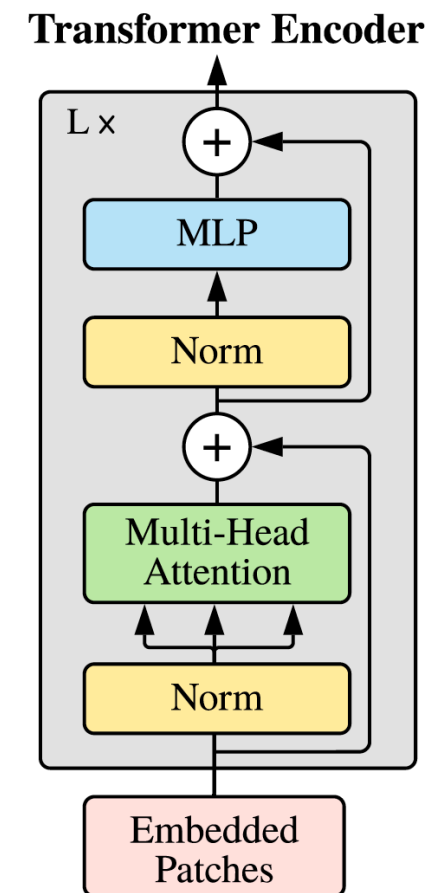 Transformer Encoder
L ×
+
MLP
Norm
+
Multi-Head
Attention
Norm
Embedded
Patches